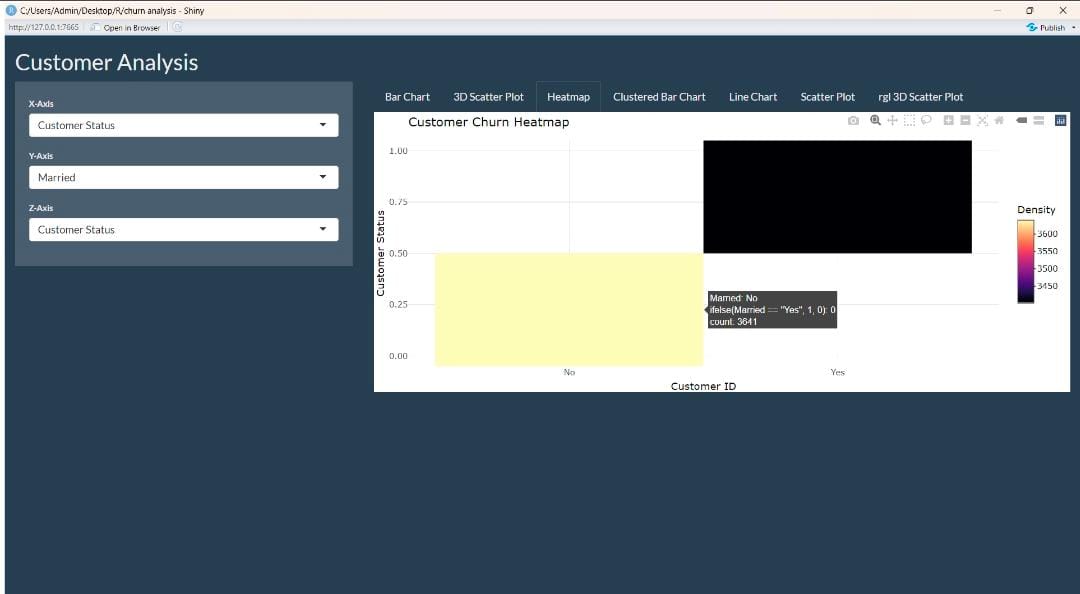 C:/Users/Admin/Desktop/R/churn analysis - Shiny
http://127.0.0.1:7665
Open in Browser
Publish
Customer Analysis
X-Axis
Customer Status
Y-Axis
Married
Z-Axis
Customer Status
Bar Chart
3D Scatter Plot
Heatmap
Clustered Bar Chart
Line Chart
Scatter Plot
rgl 3D Scatter Plot
Customer Churn Heatmap
1.00
0.75
0.50
0.25
0.00
Customer Status
No
Yes
Customer ID
Married: No
ifelse(Married == "Yes", 1, 0): 0
count: 3641
Density
3600
3550
3500
3450